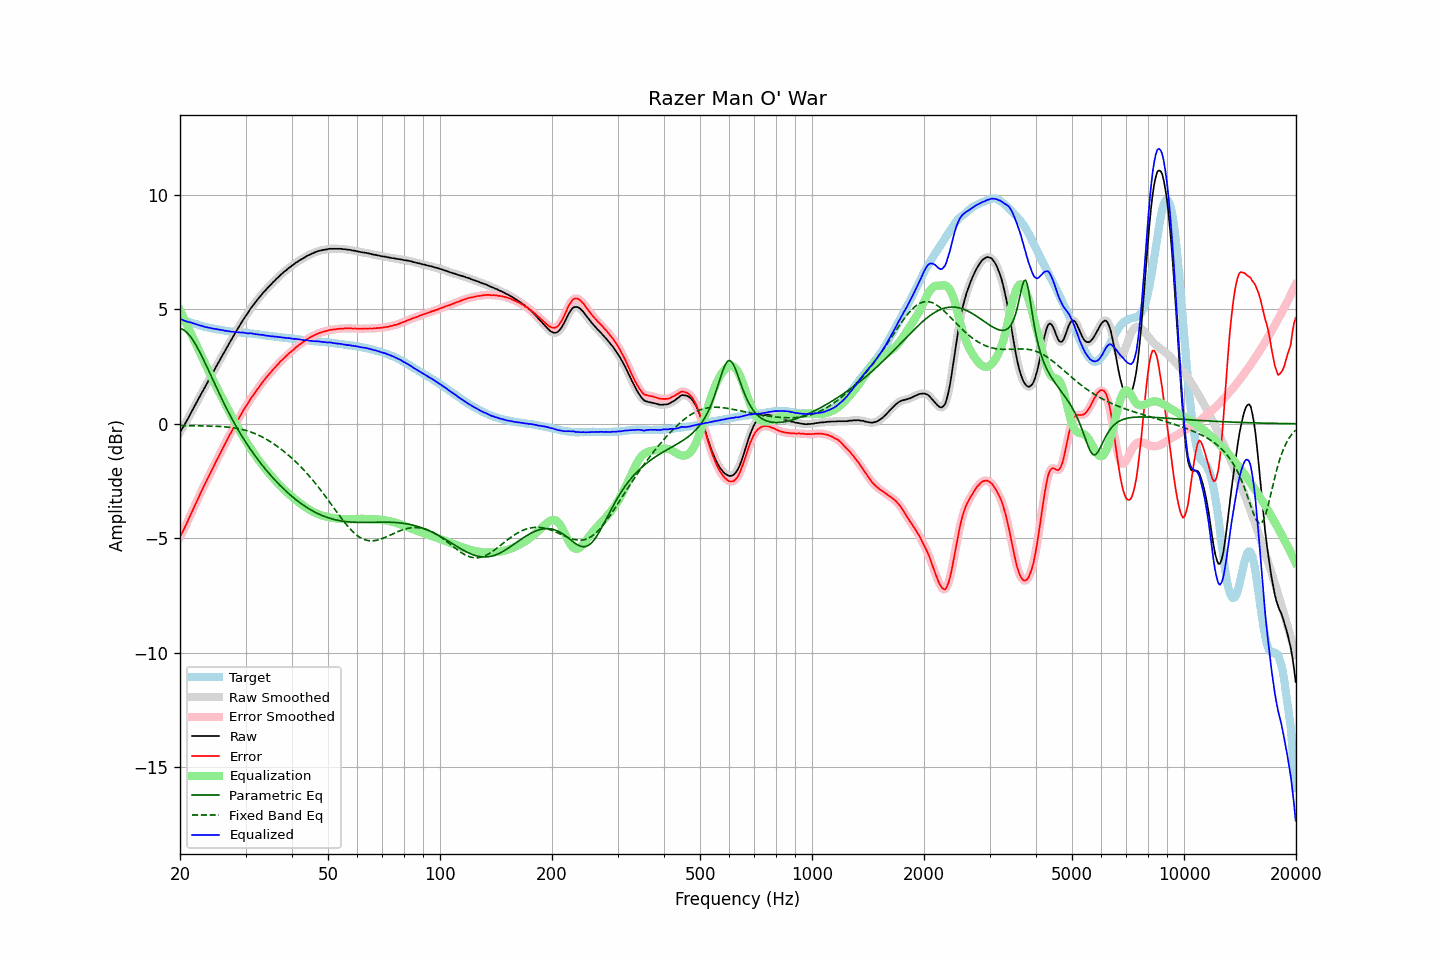 Razer Man O' War
Amplitude (dBr)
10
5
0
−5
−10
−15
Target
Raw Smoothed
Error Smoothed
Raw
Error
Equalization
Parametric Eq
Fixed Band Eq
Equalized
20 50 100 200 500 1000 2000 5000 10000 20000
Frequency (Hz)